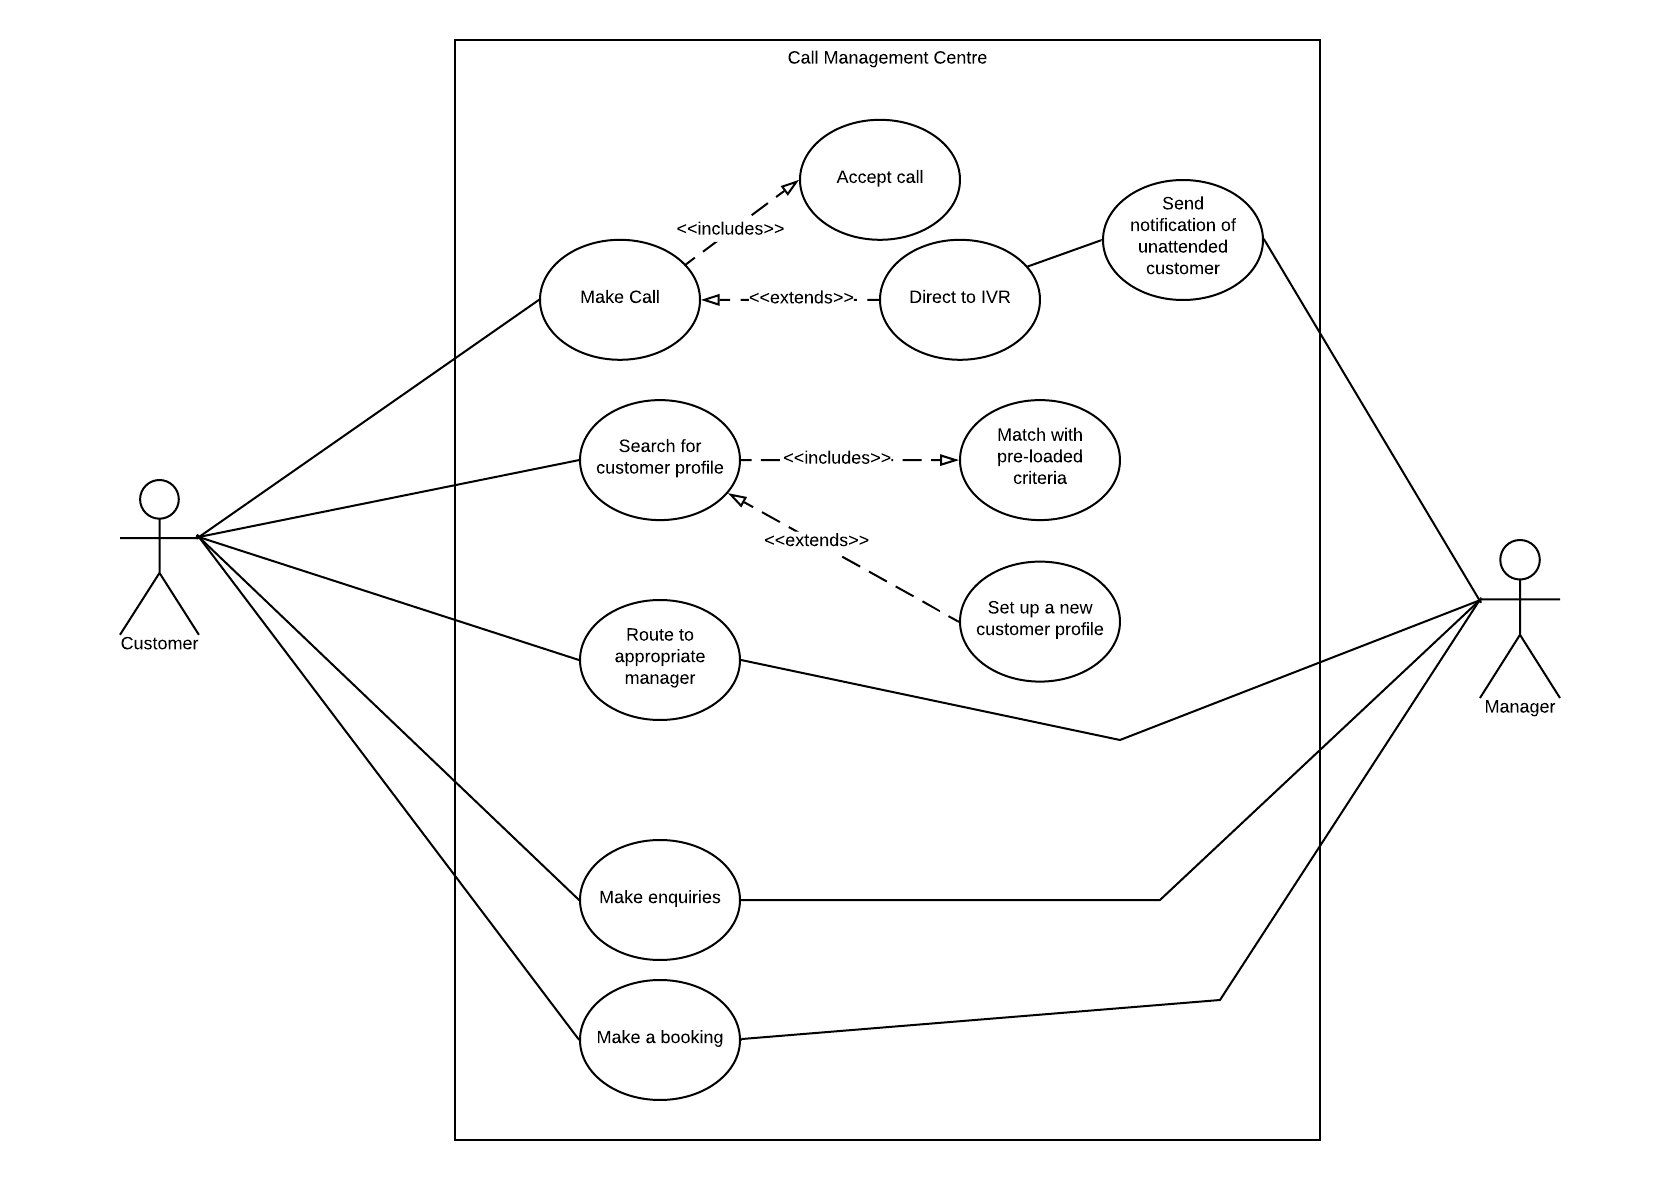 Call Management Centre
Accept call
Send
notification of
unattended
customer
<<includes>>
Make Call
<<extends>>
Direct to IVR
Search for
customer profile
<<includes>>
Match with
pre-loaded
criteria
<<extends>>
Set up a new
customer profile
Route to
appropriate
manager
Customer
Manager
Make enquiries
Make a booking